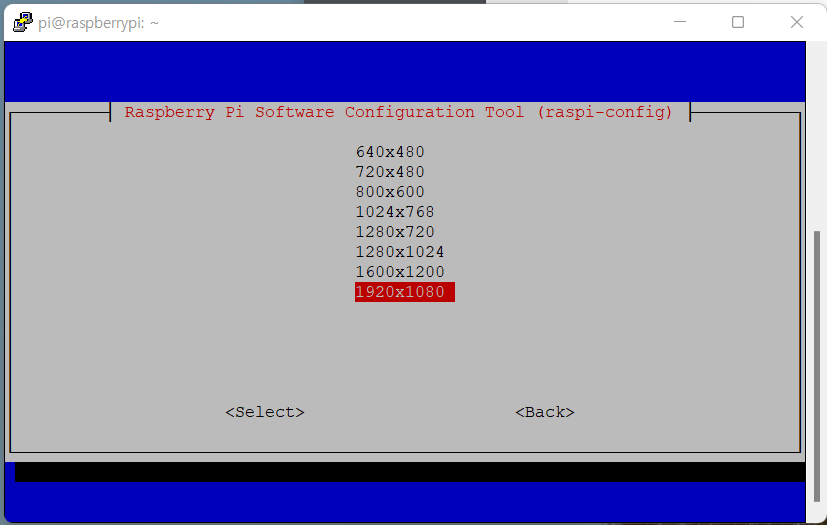 pi@raspberrypi: ~
Raspberry Pi Software Configuration Tool (raspi-config)
640x480
720x480
800x600
1024x768
1280x720
1280x1024
1600x1200
1920x1080
<Select> <Back>